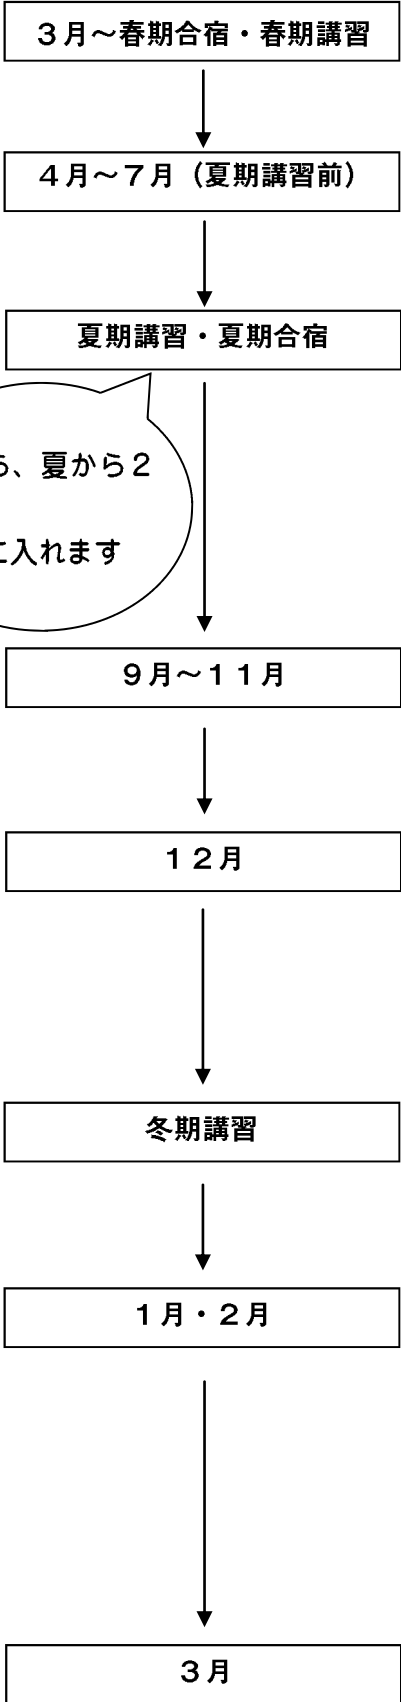 ３月～春期合宿・春期講習
４月～７月（夏期講習前）
夏期講習・夏期合宿
、夏から２
に入れます
９月～１１月
１２月
冬期講習
１月・２月
３月